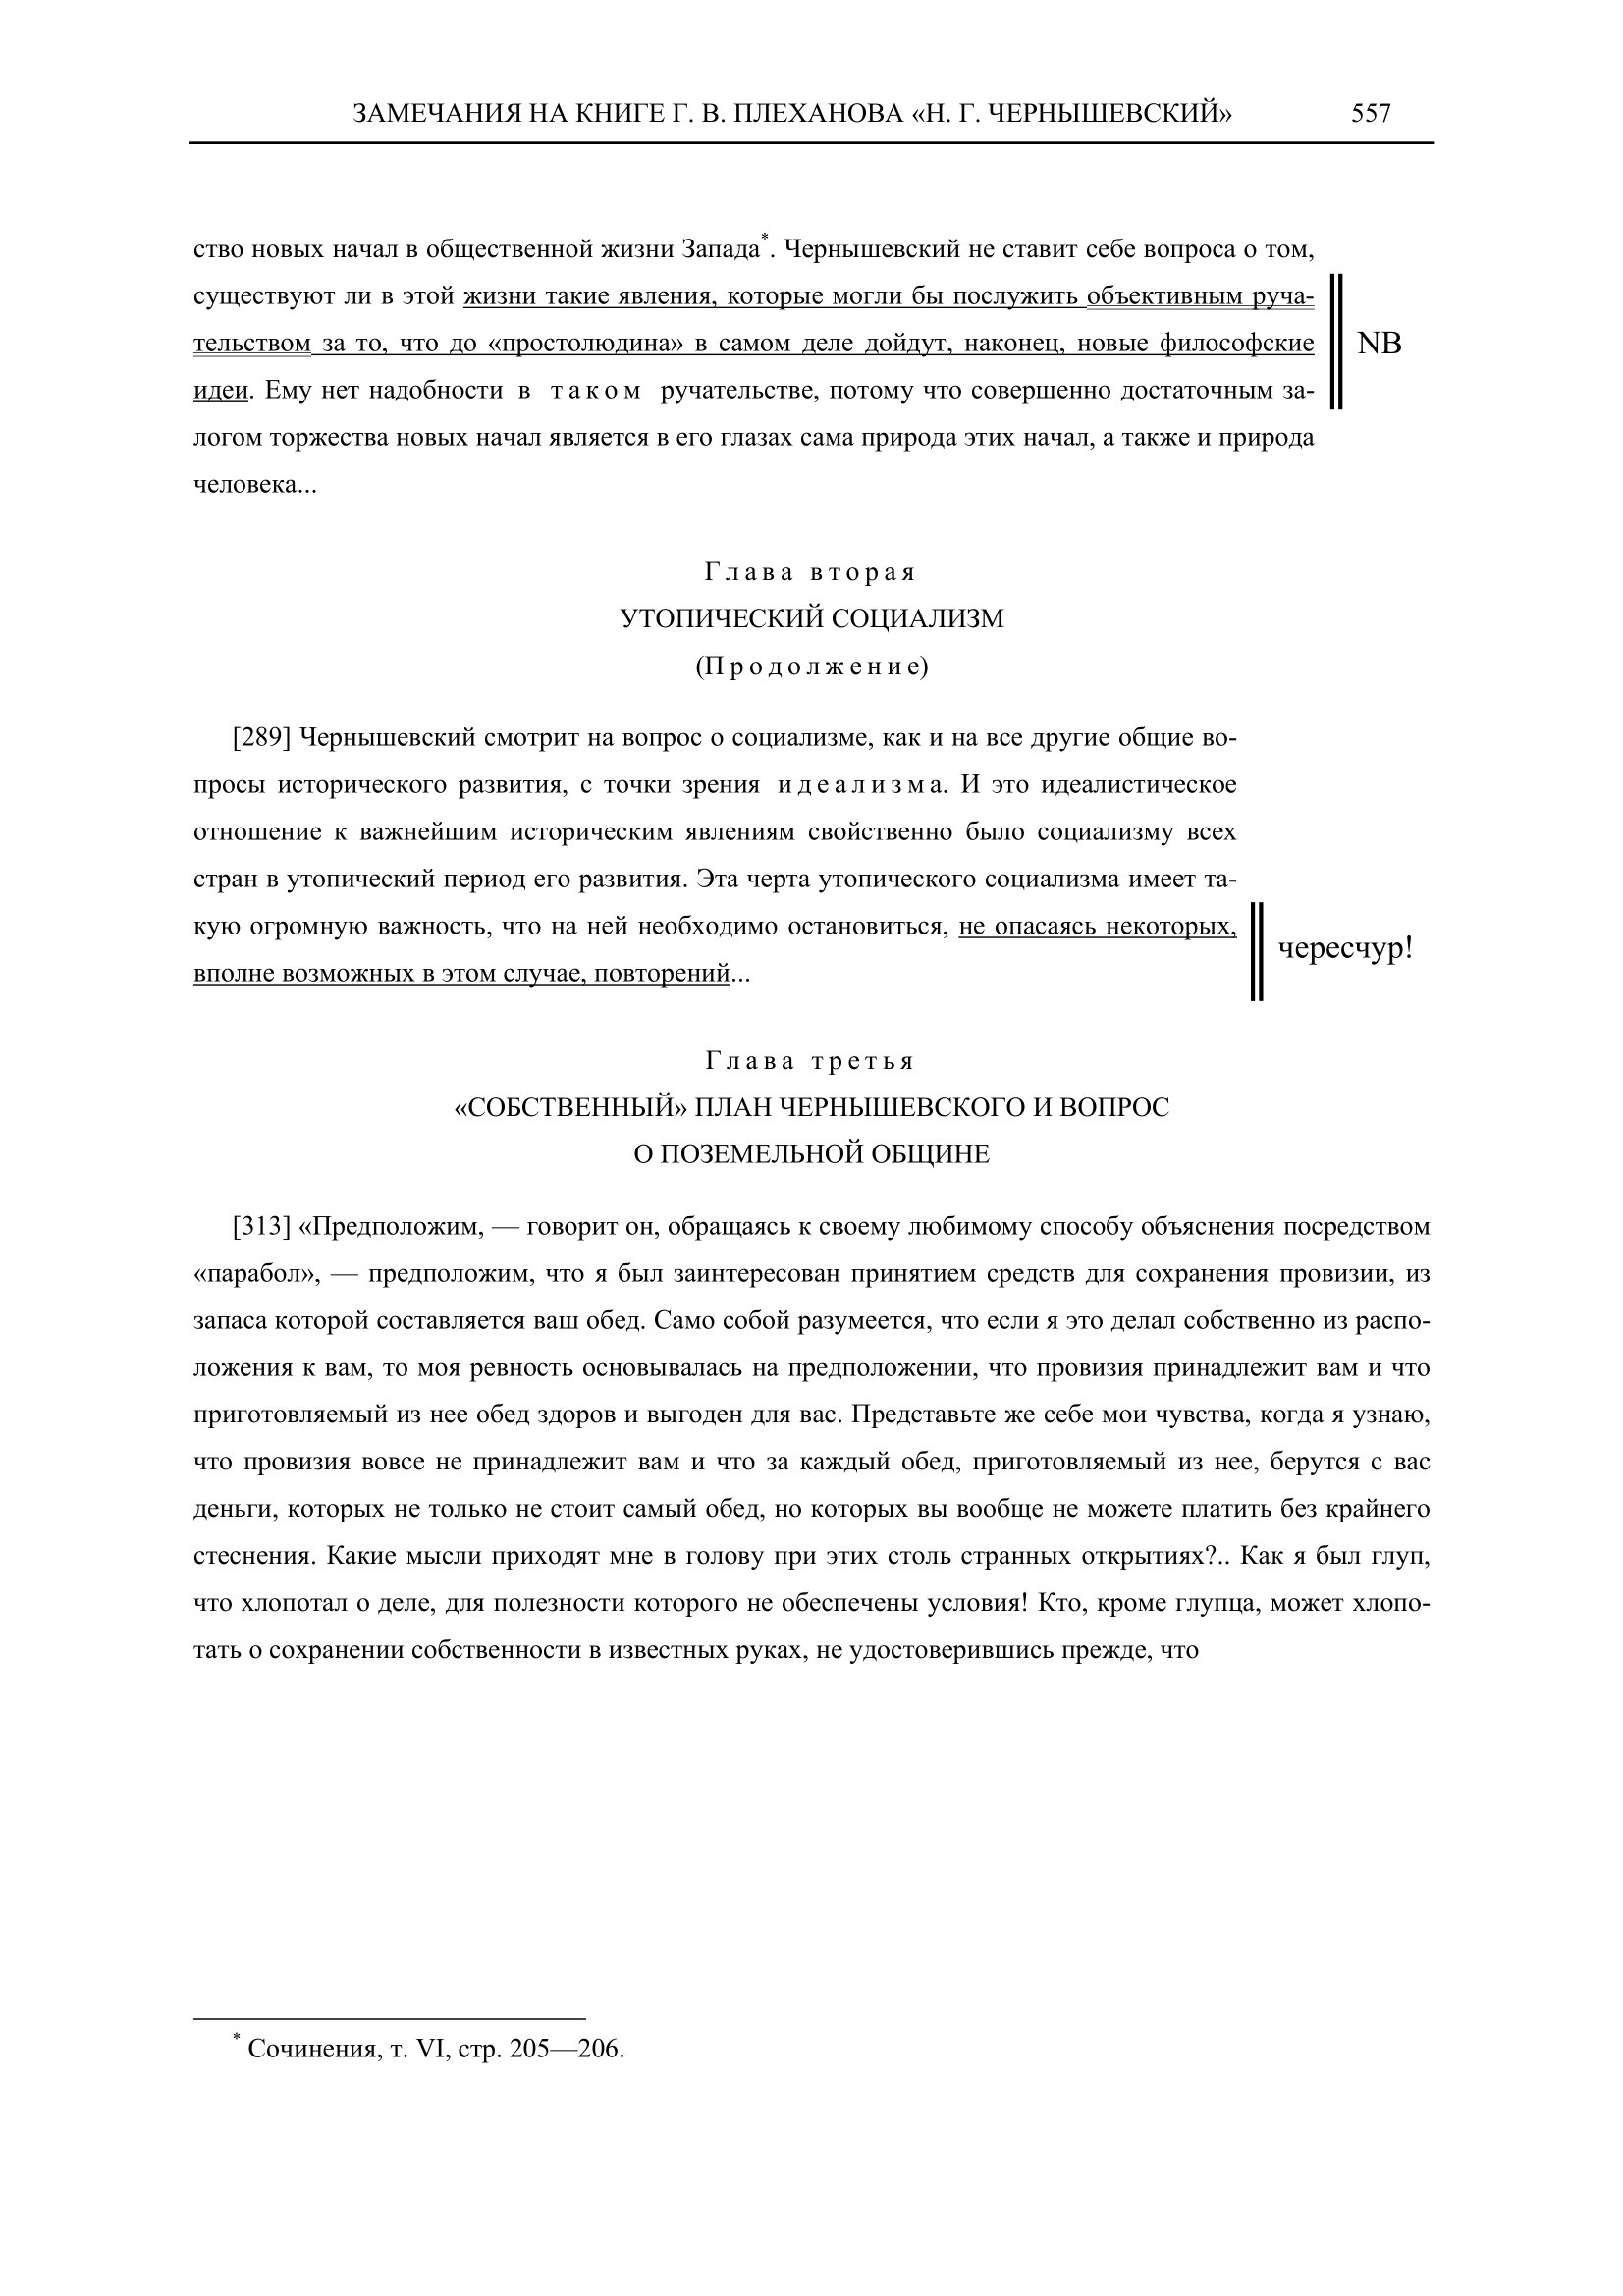 ЗАМЕЧАНИЯ НА КНИГЕ Г. В. ПЛЕХАНОВА «Н. Г. ЧЕРНЫШЕВСКИЙ» 557
ство новых начал в общественной жизни Запада*. Чернышевский не ставит себе вопроса о том,
существуют ли в этой жизни такие явления, которые могли бы послужить объективным руча-
тельством за то, что до «простолюдина» в самом деле дойдут, наконец, новые философские
NB
идеи. Ему нет надобности в таком ручательстве, потому что совершенно достаточным за-
логом торжества новых начал является в его глазах сама природа этих начал, а также и природа
человека...
Глава вторая
УТОПИЧЕСКИЙ СОЦИАЛИЗМ
(Продолжение)
[289] Чернышевский смотрит на вопрос о социализме, как и на все другие общие во-
просы исторического развития, с точки зрения идеализма. И это идеалистическое
отношение к важнейшим историческим явлениям свойственно было социализму всех
стран в утопический период его развития. Эта черта утопического социализма имеет та-
кую огромную важность, что на ней необходимо остановиться, не опасаясь некоторых,
вполне возможных в этом случае, повторений...
чересчур!
Глава третья
«СОБСТВЕННЫЙ» ПЛАН ЧЕРНЫШЕВСКОГО И ВОПРОС
О ПОЗЕМЕЛЬНОЙ ОБЩИНЕ
[313] «Предположим, — говорит он, обращаясь к своему любимому способу объяснения посредством
«парабол», — предположим, что я был заинтересован принятием средств для сохранения провизии, из
запаса которой составляется ваш обед. Само собой разумеется, что если я это делал собственно из распо-
ложения к вам, то моя ревность основывалась на предположении, что провизия принадлежит вам и что
приготовляемый из нее обед здоров и выгоден для вас. Представьте же себе мои чувства, когда я узнаю,
что провизия вовсе не принадлежит вам и что за каждый обед, приготовляемый из нее, берутся с вас
деньги, которых не только не стоит самый обед, но которых вы вообще не можете платить без крайнего
стеснения. Какие мысли приходят мне в голову при этих столь странных открытиях?.. Как я был глуп,
что хлопотал о деле, для полезности которого не обеспечены условия! Кто, кроме глупца, может хлопо-
тать о сохранении собственности в известных руках, не удостоверившись прежде, что
* Сочинения, т. VI, стр. 205—206.